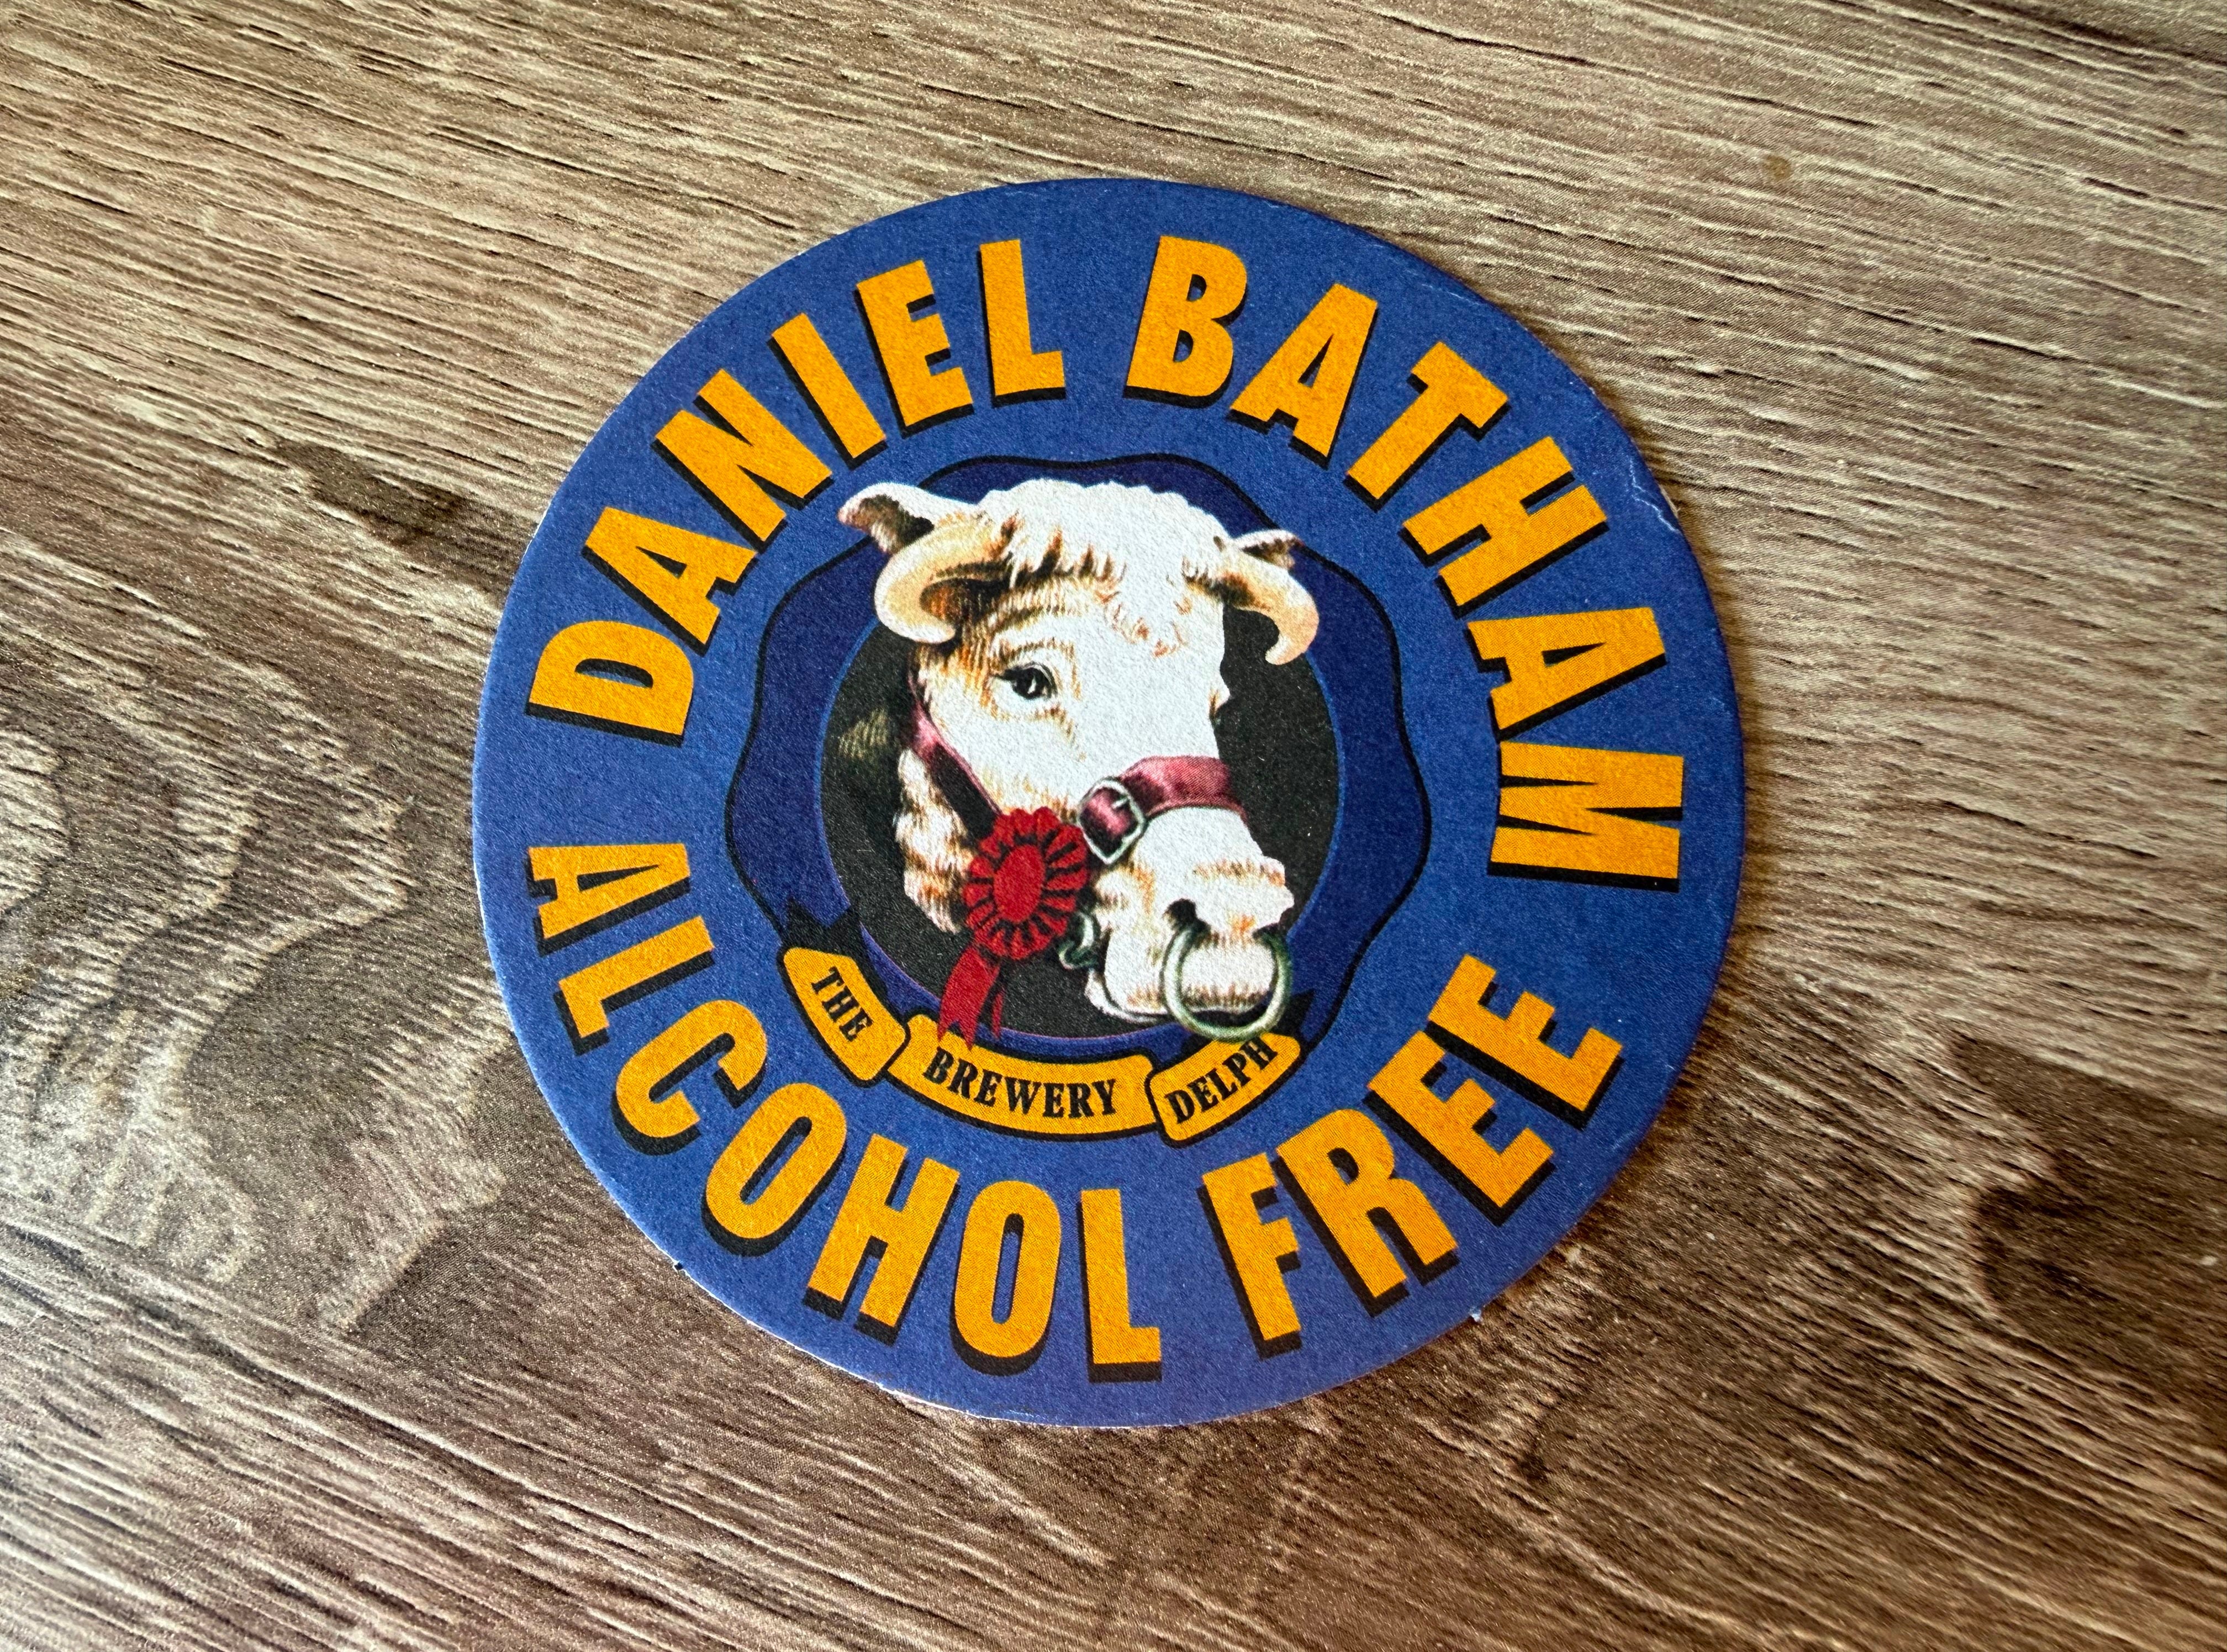 DANIEL BATHAM
THE BREWERY DELPH
ALCOHOL FREE